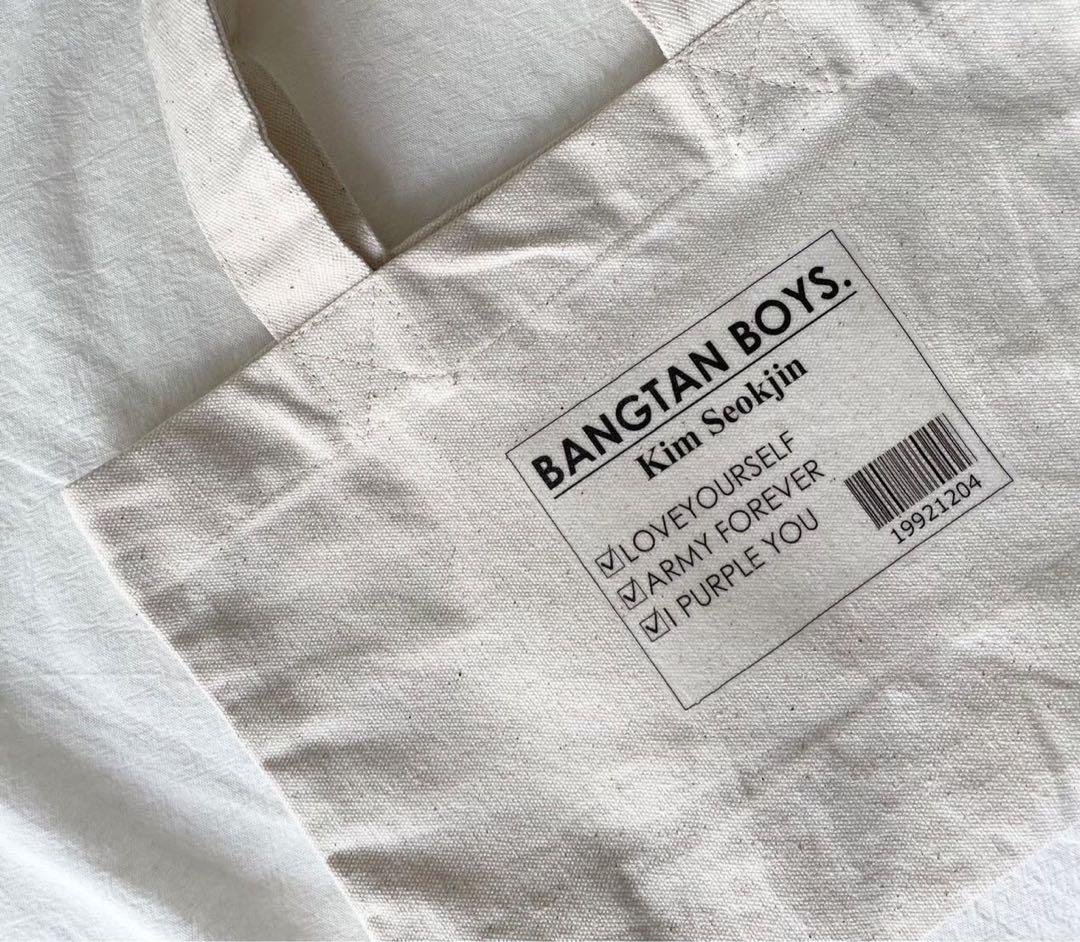 BANGTAN BOYS.
Kim Seokjin
☑LOVEYOURSELF
☑ARMY FOREVER
☑I PURPLE YOU
19921204